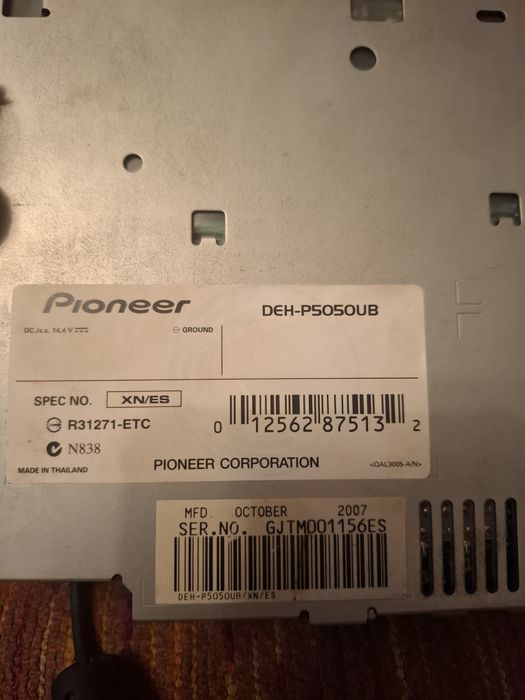 Pioneer
DEH-P5050UB
DC./c.c. 14.4 V
⊖ GROUND
SPEC NO. XN/ES
R31271-ETC
N838
0 12562 87513 2
MADE IN THAILAND
PIONEER CORPORATION
<QAL3005-A/N>
MFD. OCTOBER 2007
SER.NO. GJTM001156ES
DEH-P5050UB/XN/ES